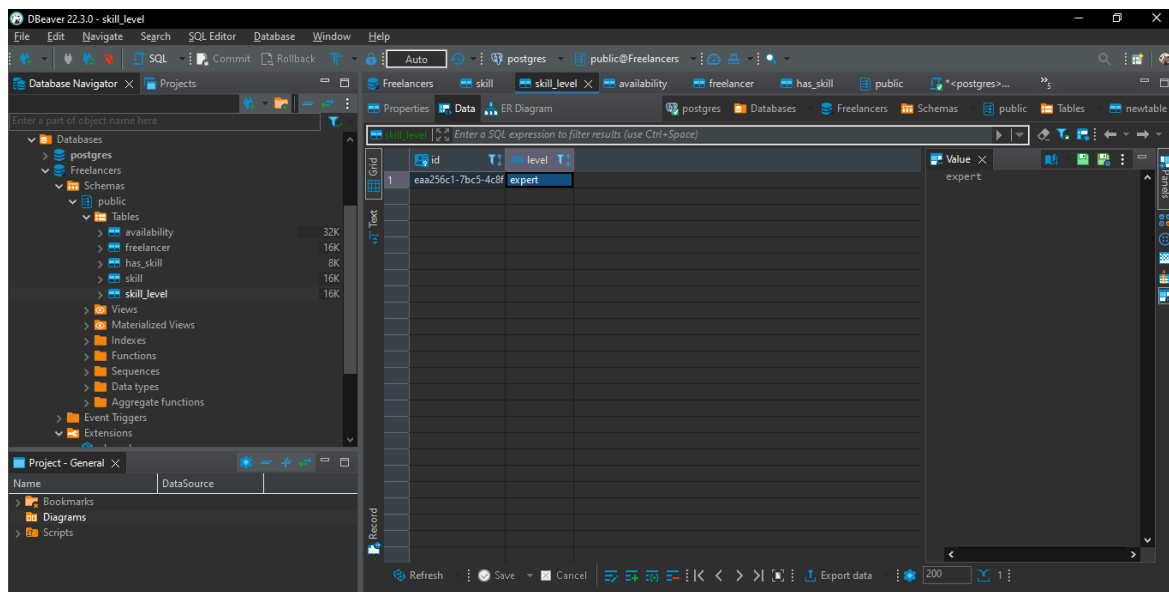 DBeaver 22.3.0 - skill_level
File Edit Navigate Search SQL Editor Database Window Help
SQL Commit Rollback Auto postgres public@Freelancers
Database Navigator Projects
Freelancers skill skill_level availability freelancer has_skill public *<postgres>... 5
Properties Data ER Diagram postgres Databases Freelancers Schemas public Tables newtable
Enter a part of object name here
skill_level Enter a SQL expression to filter results (use Ctrl+Space)
Databases
postgres
Freelancers
Schemas
public
Tables
availability 32K
freelancer 16K
has_skill 8K
skill 16K
skill_level 16K
Views
Materialized Views
Indexes
Functions
Sequences
Data types
Aggregate functions
Event Triggers
Extensions
Project - General
Name DataSource
Bookmarks
Diagrams
Scripts
Grid
Text
Record
id level
1 eaa256c1-7bc5-4c8f expert
Value
expert
Panels
Refresh Save Cancel Export data 200 1